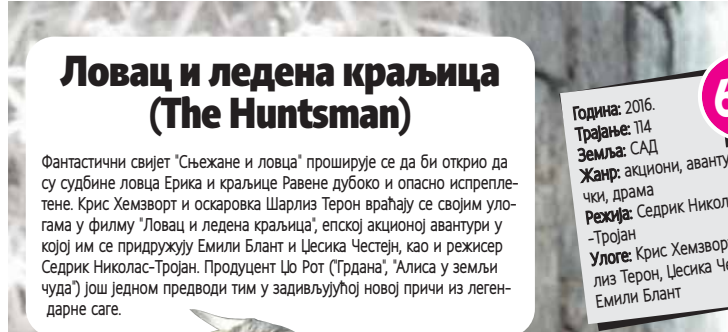 Ловац и ледена краљица
(The Huntsman)
Фантастични свијет "Сњежане и ловца" проширује се да би открио да
су судбине ловца Ерика и краљице Равене дубоко и опасно испрепле-
тене. Крис Хемзворт и оскаровка Шарлиз Терон враћају се својим уло-
гама у филму "Ловац и ледена краљица", епској акционој авантури у
којој им се придружују Емили Блант и Џесика Честејн, као и режисер
Седрик Николас-Тројан. Продуцент Џо Рот ("Грдана", "Алиса у земљи
чуда") још једном предводи тим у задивљујућој новој причи из леген-
дарне саге.
Година: 2016.
Трајање: 114
Земља: САД
Жанр: акциони, аванту
чки, драма
Режија: Седрик Никол
-Тројан
Улоге: Крис Хемзвор
лиз Терон, Џесика Че
Емили Блант